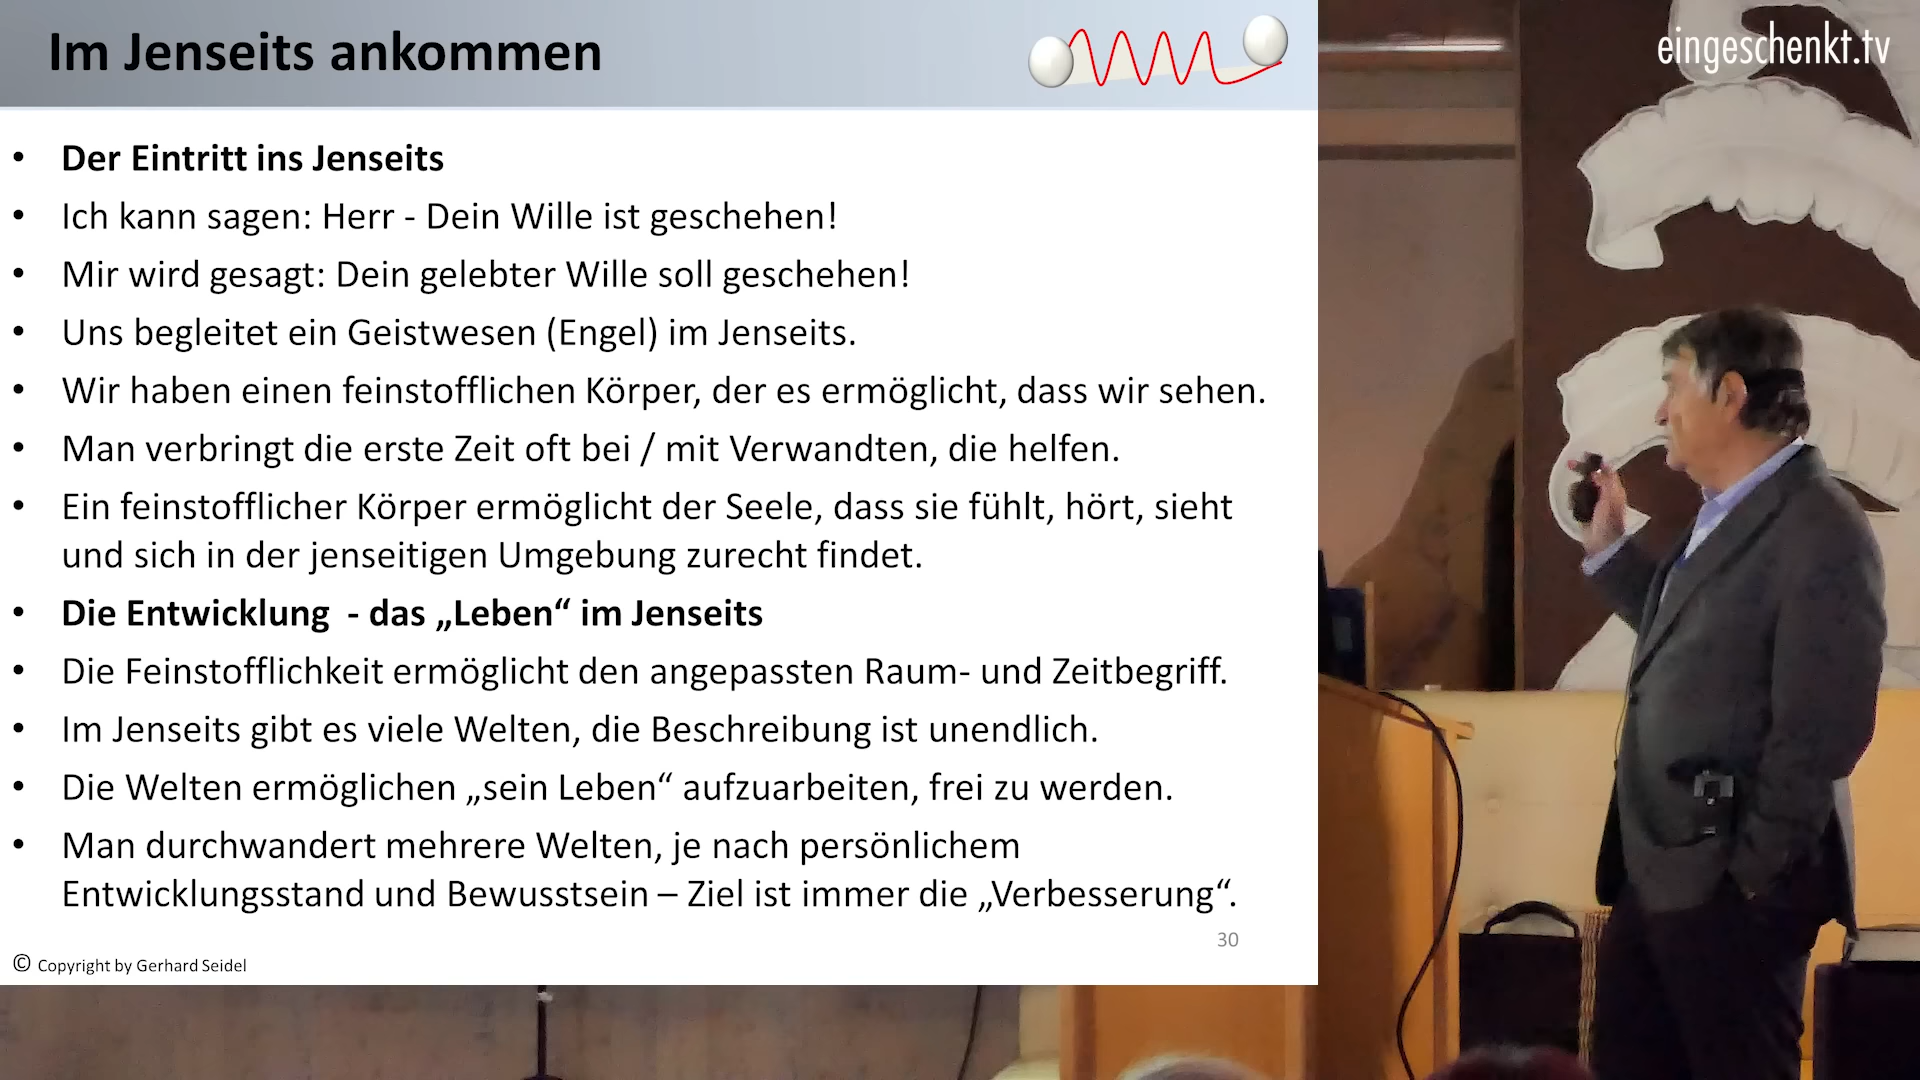 Im Jenseits ankommen
eingeschenkt.tv
• Der Eintritt ins Jenseits
• Ich kann sagen: Herr - Dein Wille ist geschehen!
• Mir wird gesagt: Dein gelebter Wille soll geschehen!
• Uns begleitet ein Geistwesen (Engel) im Jenseits.
• Wir haben einen feinstofflichen Körper, der es ermöglicht, dass wir sehen.
• Man verbringt die erste Zeit oft bei / mit Verwandten, die helfen.
• Ein feinstofflicher Körper ermöglicht der Seele, dass sie fühlt, hört, sieht
und sich in der jenseitigen Umgebung zurecht findet.
• Die Entwicklung - das „Leben“ im Jenseits
• Die Feinstofflichkeit ermöglicht den angepassten Raum- und Zeitbegriff.
• Im Jenseits gibt es viele Welten, die Beschreibung ist unendlich.
• Die Welten ermöglichen „sein Leben“ aufzuarbeiten, frei zu werden.
• Man durchwandert mehrere Welten, je nach persönlichem
Entwicklungsstand und Bewusstsein – Ziel ist immer die „Verbesserung“.
30
© Copyright by Gerhard Seidel